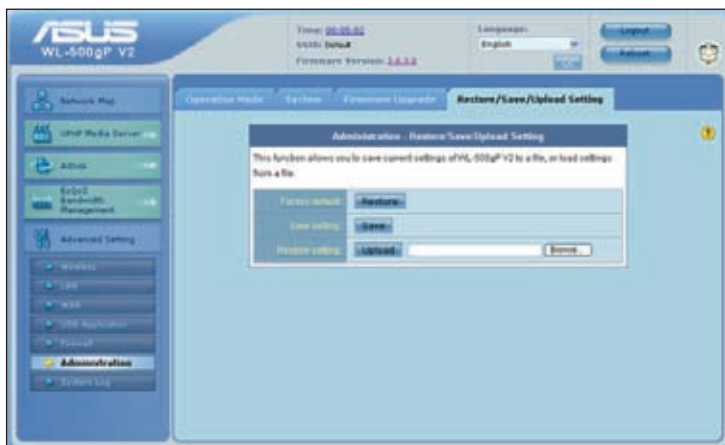 ASUS
WL-500gP V2
Time: 00:05:02
SSID: Default
Firmware Version:
Language:
English
Logout
Reboot
Network Map
UPnP Media Server
AiDisk
EzQoS
Bandwidth
Management
Advanced Setting
Wireless
LAN
WAN
USB Application
Firewall
Administration
System Log
Operation Mode
System
Firmware Upgrade
Restore/Save/Upload Setting
Administration - Restore/Save/Upload Setting
This function allows you to save current settings of WL-500gP V2 to a file, or load settings
from a file.
Factory default
Restore
Save setting
Save
Restore setting
Upload
Browse...